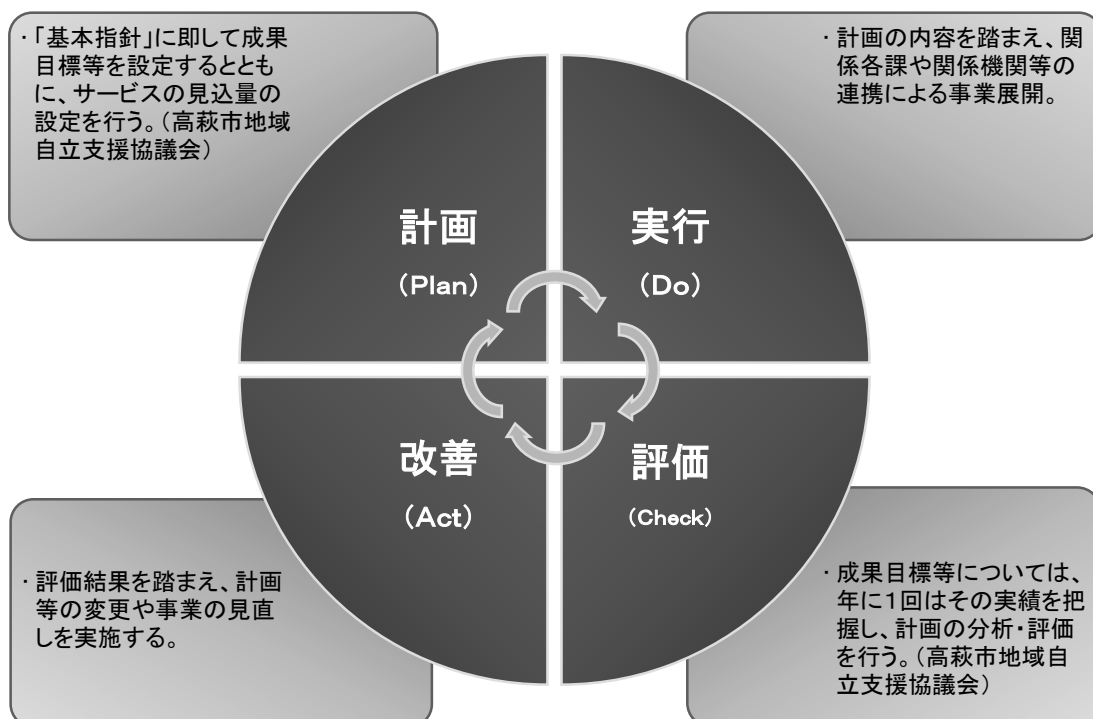 ・「基本指針」に即して成果
目標等を設定するととも
に、サービスの見込量の
設定を行う。（高萩市地域
自立支援協議会）
・計画の内容を踏まえ、関
係各課や関係機関等の
連携による事業展開。
計画
（Plan）
実行
（Do）
改善
（Act）
評価
（Check）
・評価結果を踏まえ、計画
等の変更や事業の見直
しを実施する。
・成果目標等については、
年に１回はその実績を把
握し、計画の分析・評価
を行う。（高萩市地域自
立支援協議会）